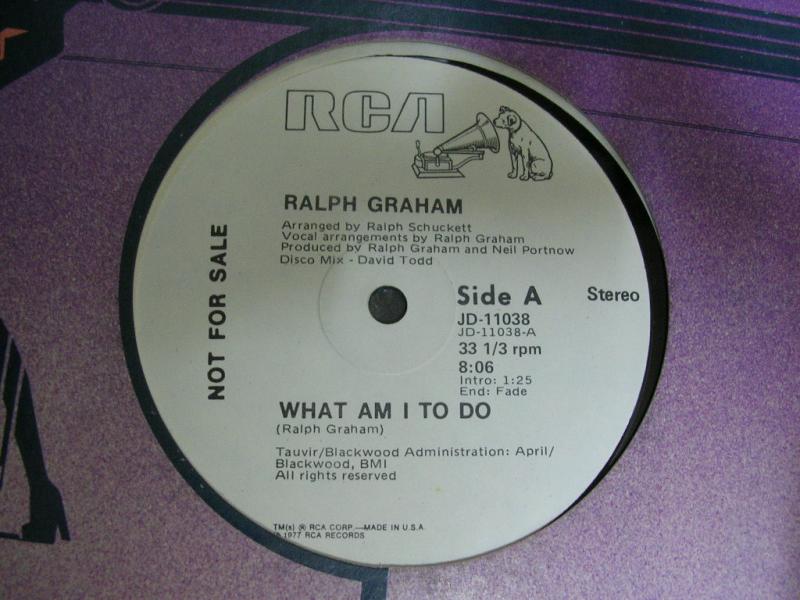 RCA
RALPH GRAHAM
Arranged by Ralph Schuckett
Vocal arrangements by Ralph Graham
Produced by Ralph Graham and Neil Portnow
Disco Mix - David Todd
NOT FOR SALE
Side A
Stereo
JD-11038
JD-11038-A
33 1/3 rpm
8:06
Intro: 1:25
End: Fade
WHAT AM I TO DO
(Ralph Graham)
Tauvir/Blackwood Administration: April/
Blackwood, BMI
All rights reserved
TM(s) ® RCA CORP.—MADE IN U.S.A.
℗ 1977 RCA RECORDS